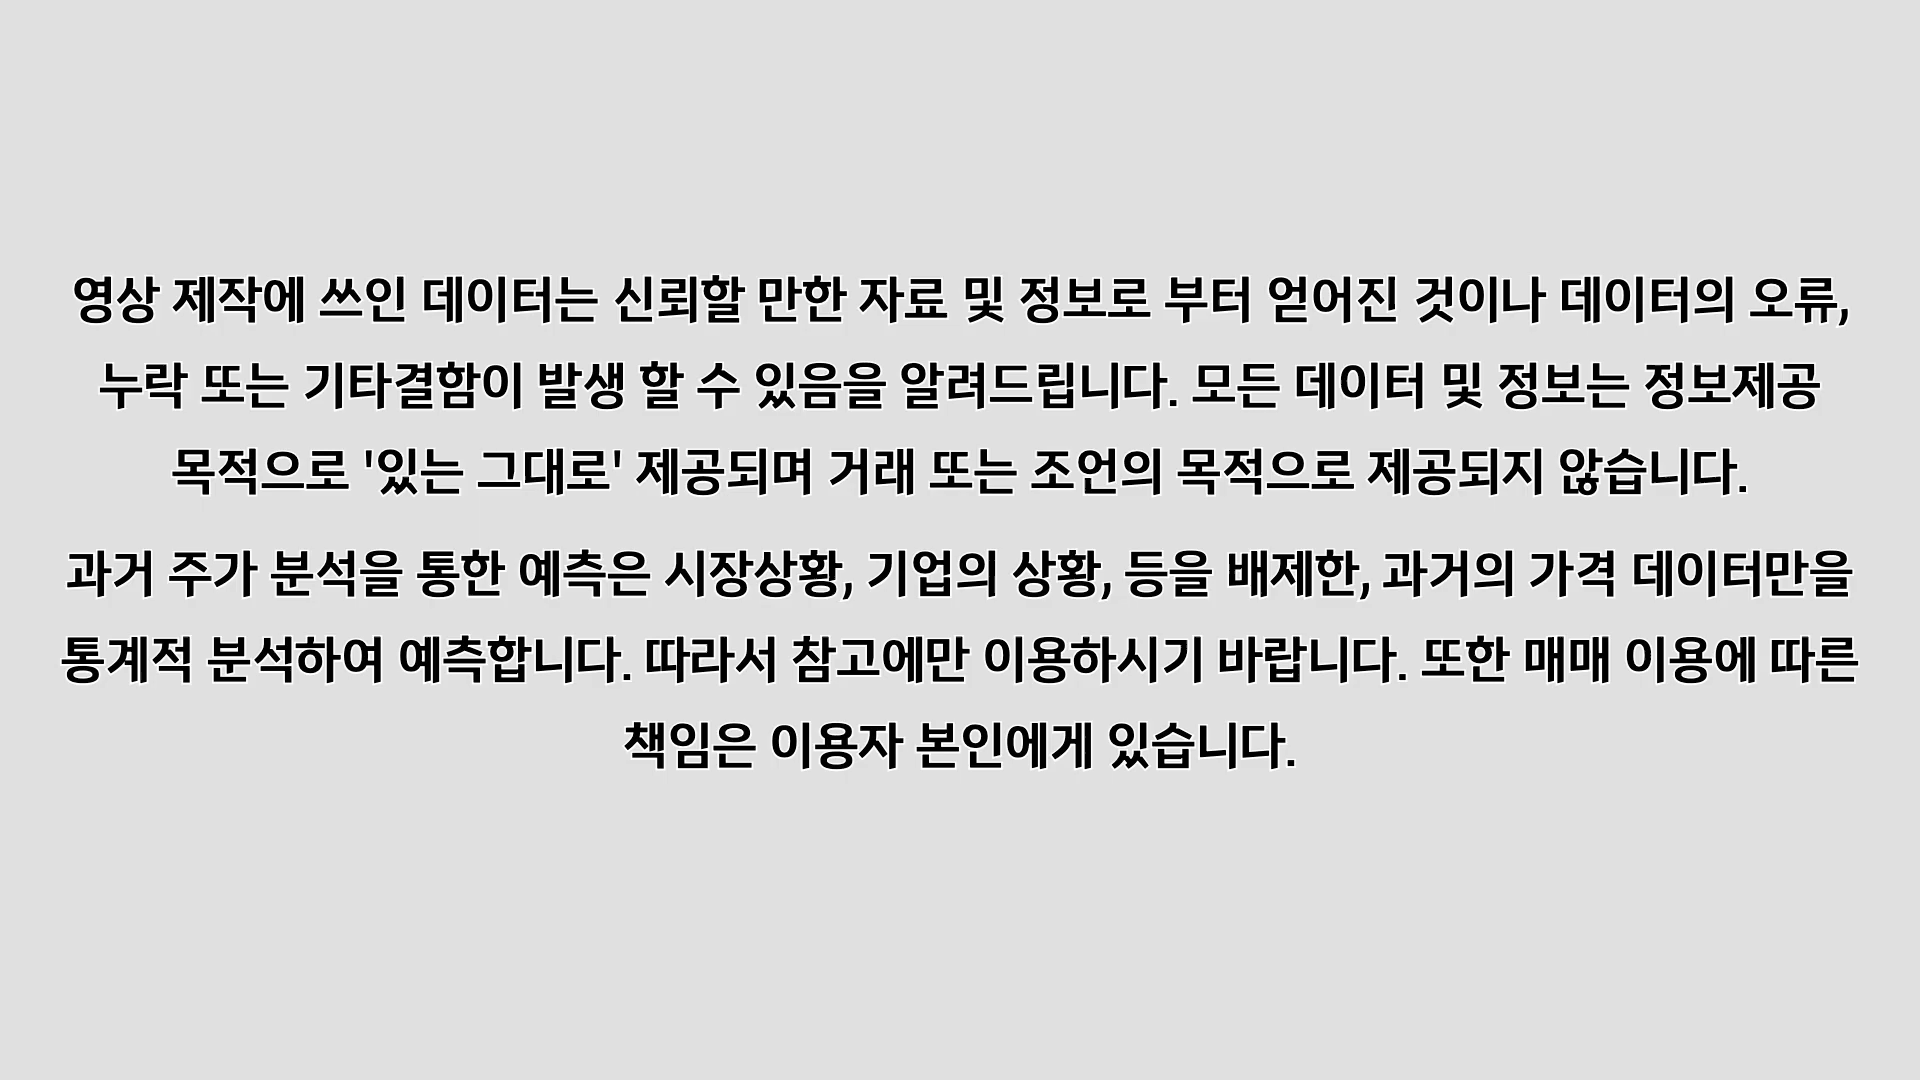 영상 제작에 쓰인 데이터는 신뢰할 만한 자료 및 정보로 부터 얻어진 것이나 데이터의 오류,
누락 또는 기타결함이 발생 할 수 있음을 알려드립니다. 모든 데이터 및 정보는 정보제공
목적으로 '있는 그대로' 제공되며 거래 또는 조언의 목적으로 제공되지 않습니다.
과거 주가 분석을 통한 예측은 시장상황, 기업의 상황, 등을 배제한, 과거의 가격 데이터만을
통계적 분석하여 예측합니다. 따라서 참고에만 이용하시기 바랍니다. 또한 매매 이용에 따른
책임은 이용자 본인에게 있습니다.